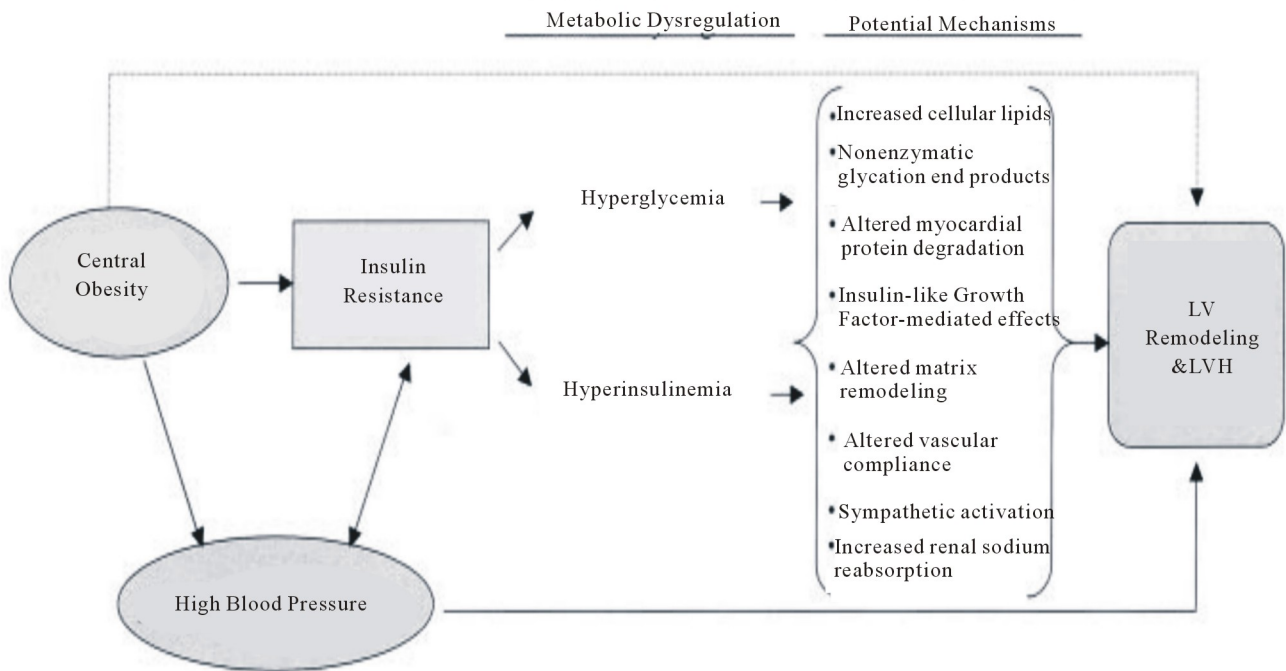 Metabolic Dysregulation
Potential Mechanisms
•Increased cellular lipids
•Nonenzymatic
glycation end products
Hyperglycemia
•Altered myocardial
protein degradation
Central
Obesity
Insulin
Resistance
•Insulin-like Growth
Factor-mediated effects
LV
Remodeling
&LVH
Hyperinsulinemia
•Altered matrix
remodeling
•Altered vascular
compliance
•Sympathetic activation
•Increased renal sodium
reabsorption
High Blood Pressure